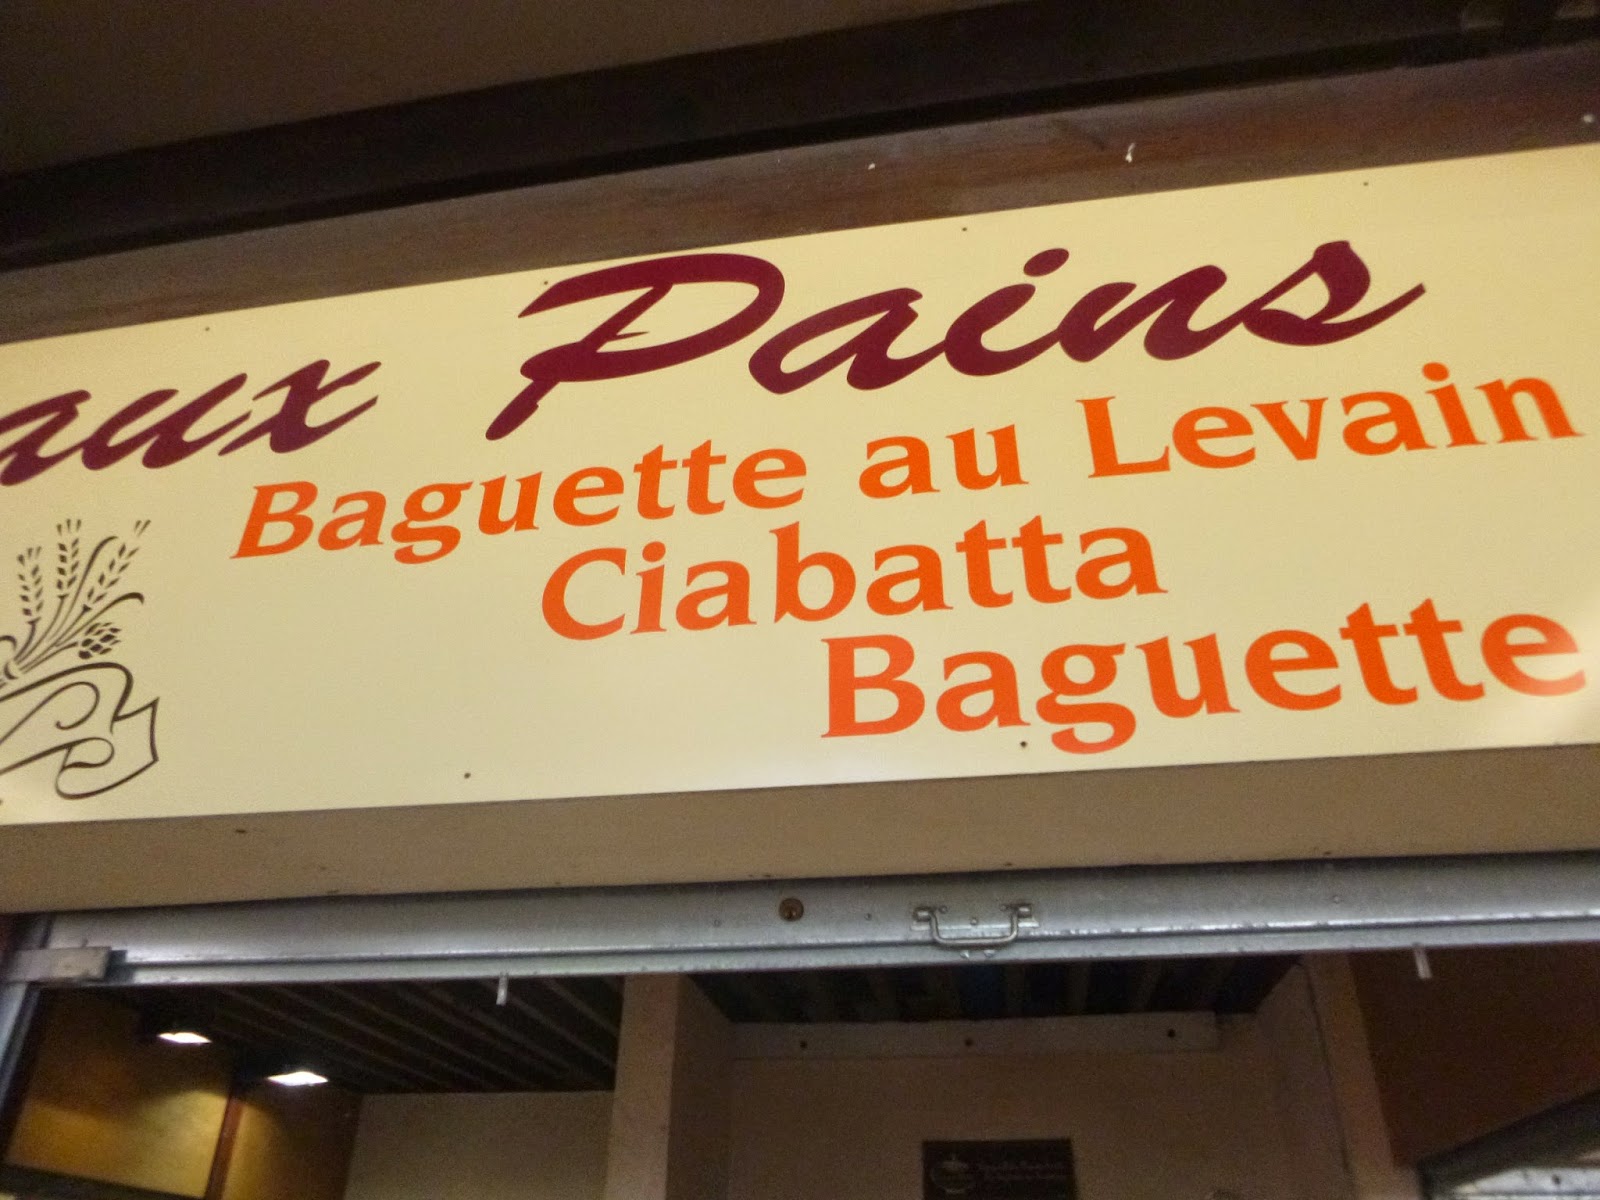 aux Pains
Baguette au Levain
Ciabatta
Baguette